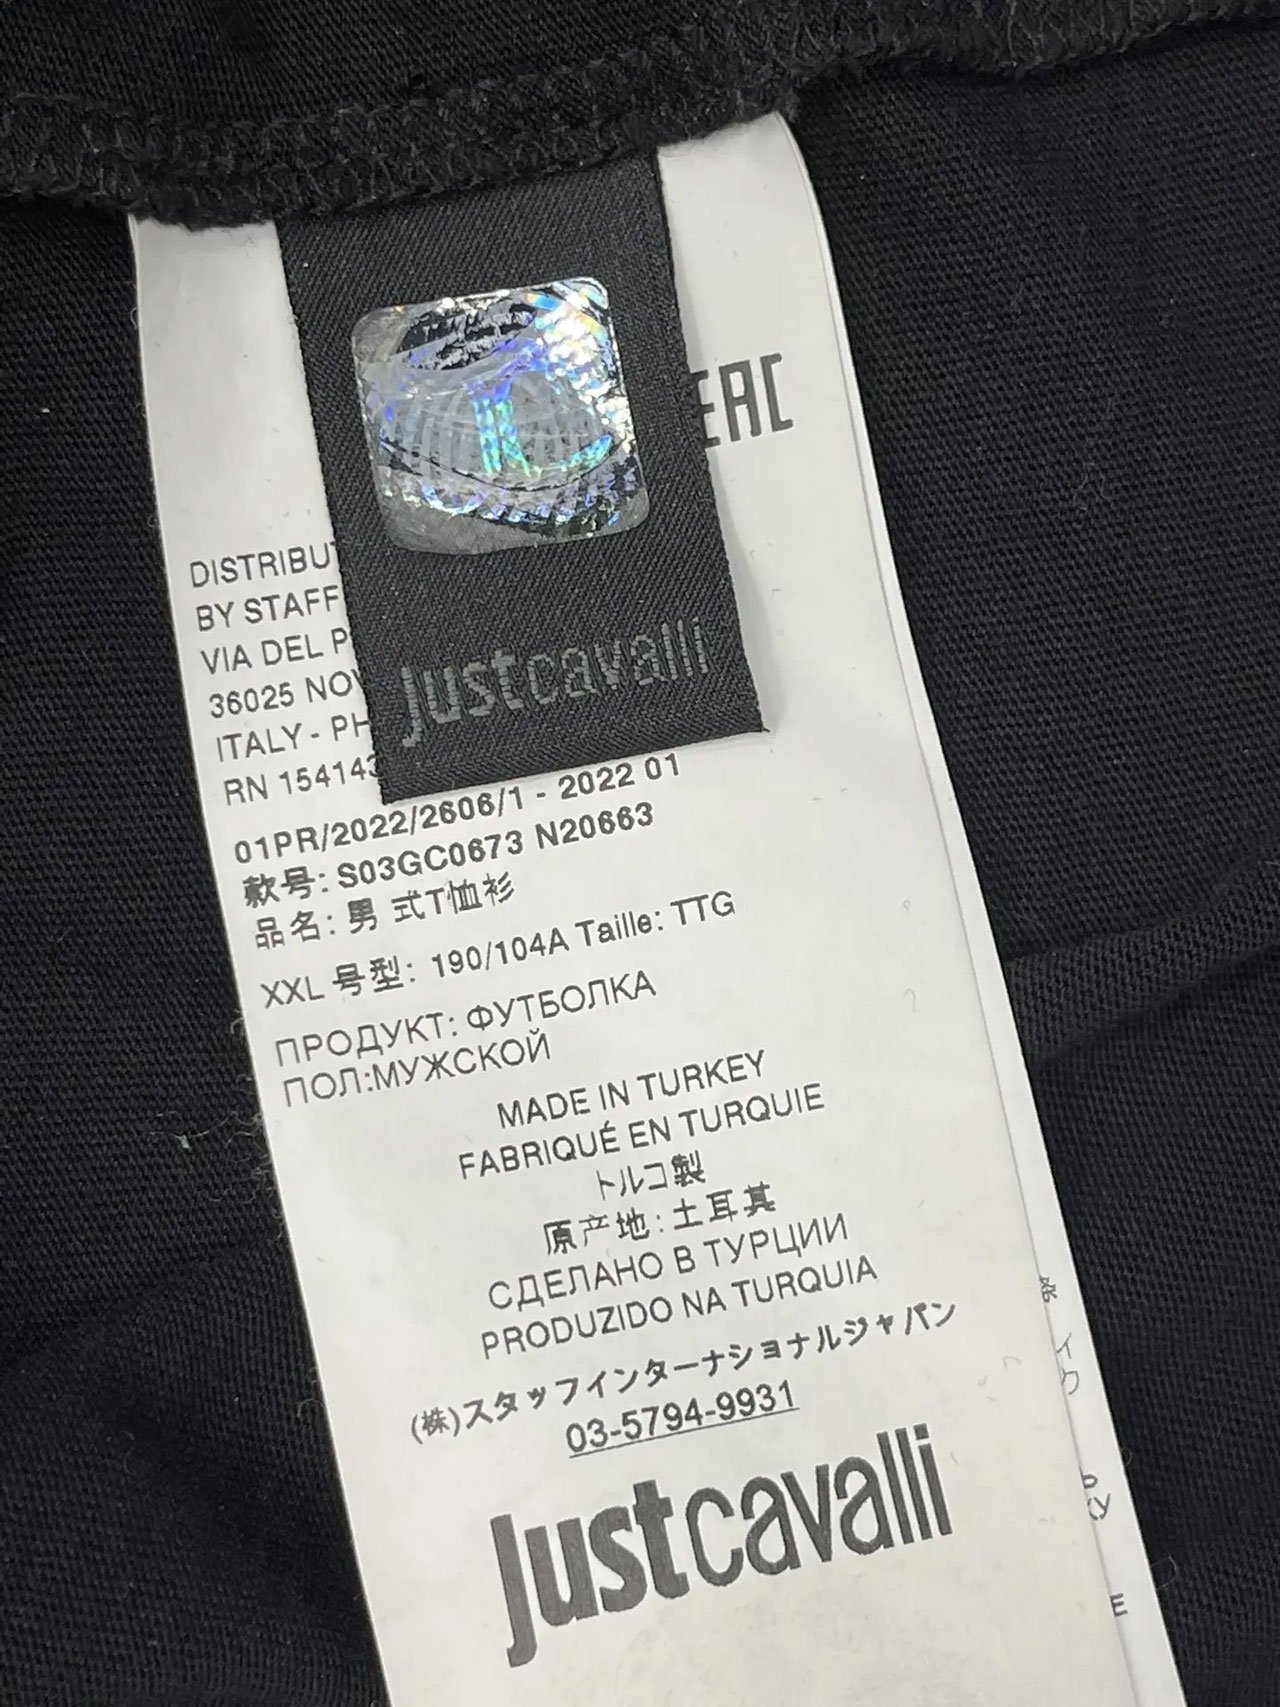 EAC
DISTRIBUT
BY STAFF
VIA DEL P
36025 NOV
ITALY - PH
RN 154143
justcavalli
01PR/2022/2606/1 - 2022 01
款号: S03GC0673 N20663
品名: 男 式T恤衫
XXL 号型: 190/104A Taille: TTG
ПРОДУКТ: ФУТБОЛКА
ПОЛ:МУЖСКОЙ
MADE IN TURKEY
FABRIQUÉ EN TURQUIE
トルコ製
原产地: 土耳其
СДЕЛАНО В ТУРЦИИ
PRODUZIDO NA TURQUIA
(株)スタッフインターナショナルジャパン
03-5794-9931
justcavalli